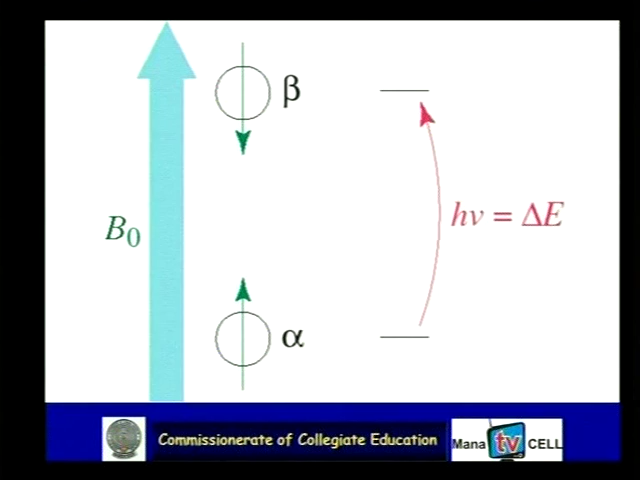 β
B₀
hν = ΔE
α
Commissionerate of Collegiate Education
Mana tv CELL